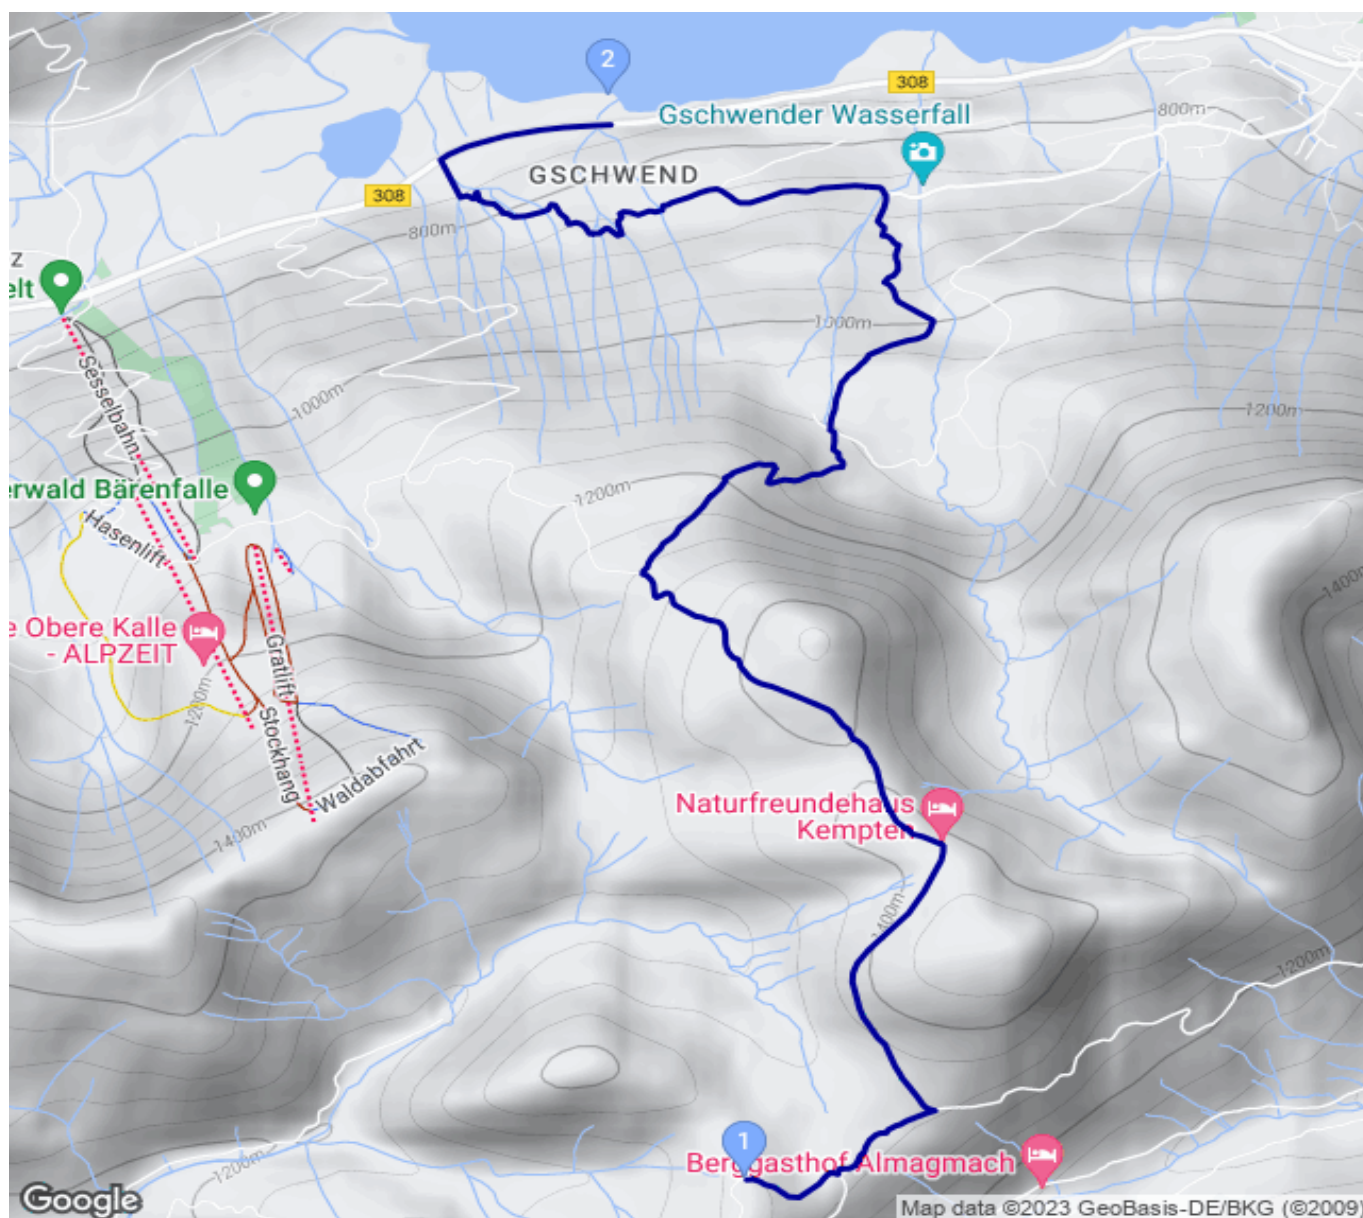 2
308
Gschwender Wasserfall
800m
GSCHWEND
308
800m
z
elt
1000m
Sesselbahn
1000m
1200m
erwald Bärenfalle
1200m
Hasenlift
1400m
e Obere Kalle
- ALPZEIT
Gratlift
1200m
Stockhang
Waldabfahrt
Naturfreundehaus
Kempten
1400m
1400m
1200m
1
Berggasthof Almagmach
1200m
Google
Map data ©2023 GeoBasis-DE/BKG (©2009)